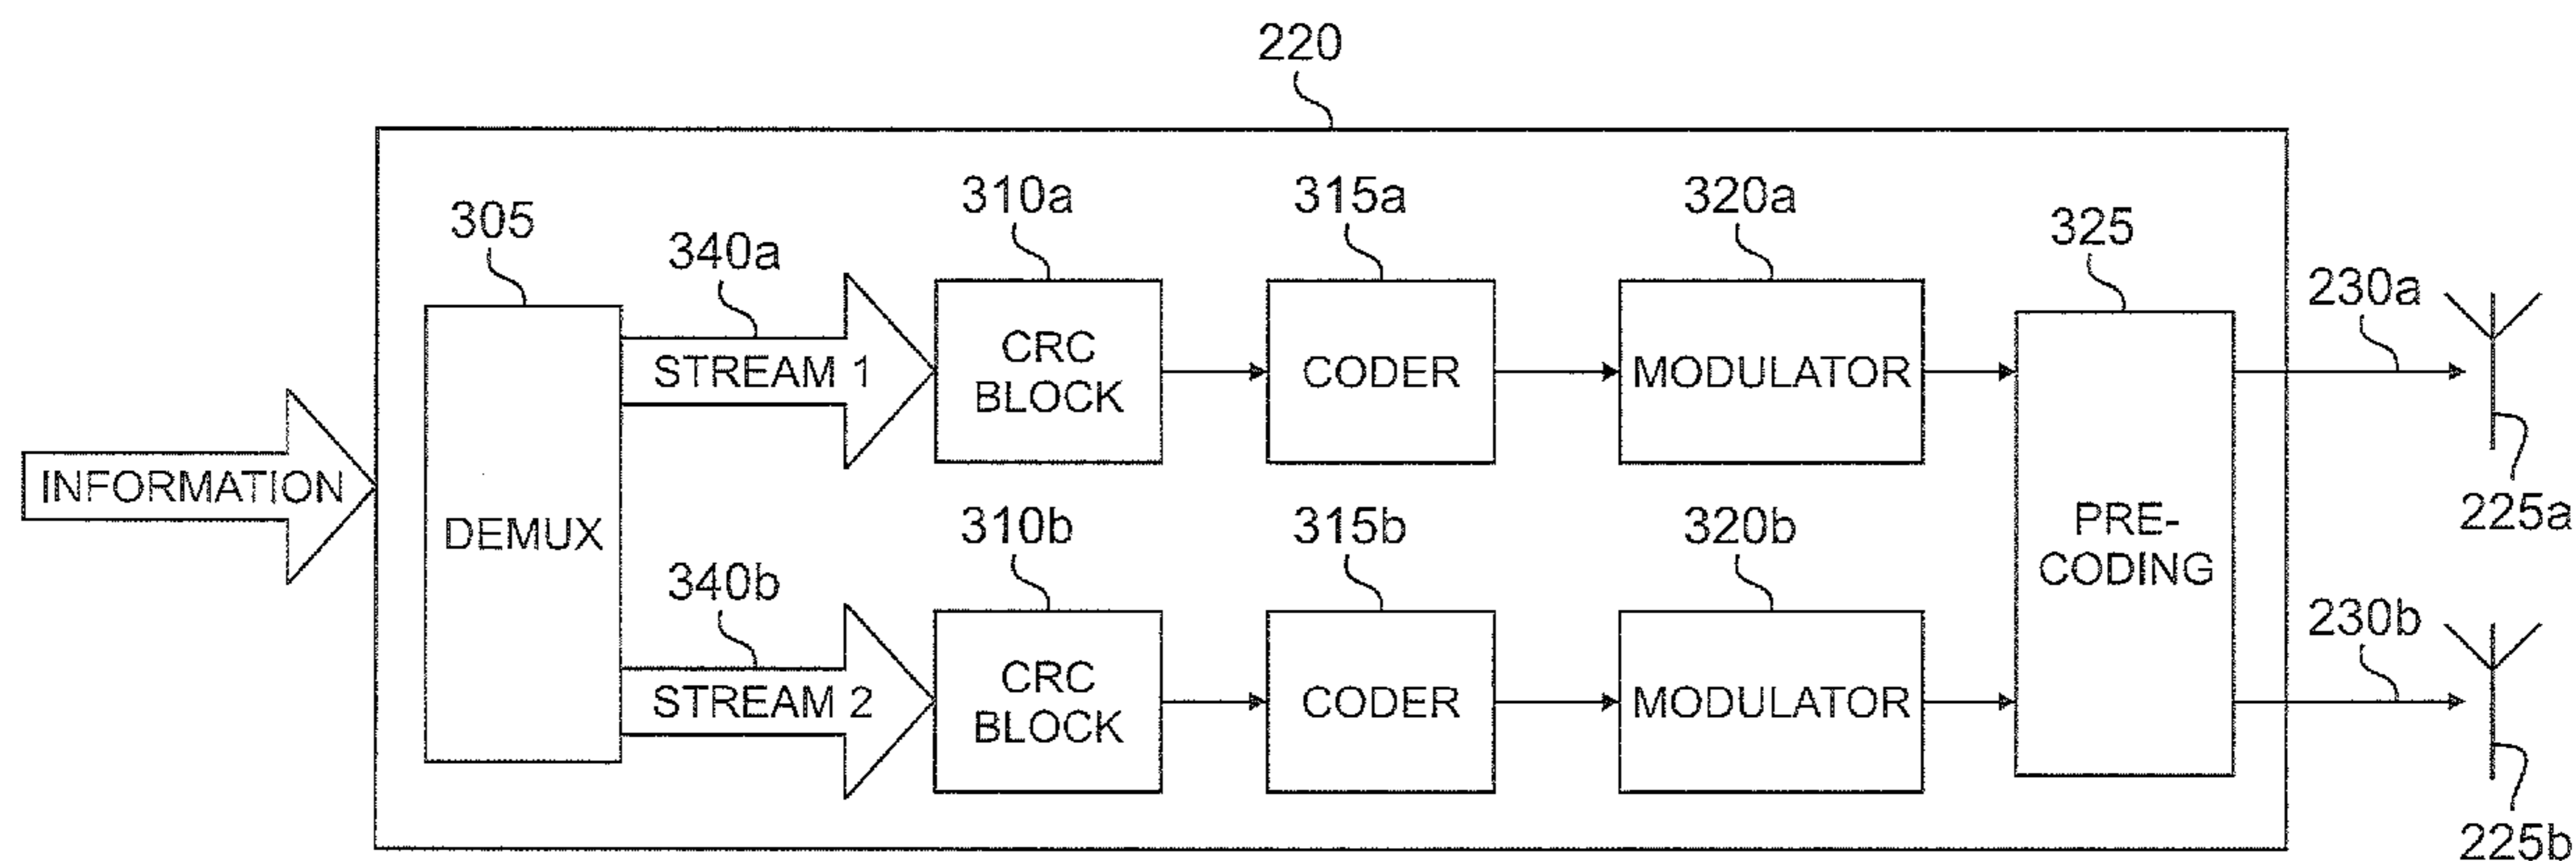 220
310a
315a
320a
305
340a
325
230a
CRC
BLOCK
CODER
MODULATOR
STREAM 1
INFORMATION
225a
DEMUX
310b
315b
320b
PRE-
CODING
340b
230b
CRC
BLOCK
CODER
MODULATOR
STREAM 2
225b